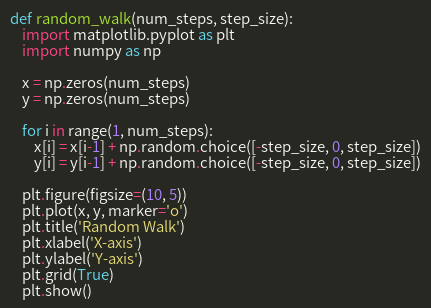 def random_walk(num_steps, step_size):
    import matplotlib.pyplot as plt
    import numpy as np

    x = np.zeros(num_steps)
    y = np.zeros(num_steps)

    for i in range(1, num_steps):
        x[i] = x[i-1] + np.random.choice([-step_size, 0, step_size])
        y[i] = y[i-1] + np.random.choice([-step_size, 0, step_size])

    plt.figure(figsize=(10, 5))
    plt.plot(x, y, marker='o')
    plt.title('Random Walk')
    plt.xlabel('X-axis')
    plt.ylabel('Y-axis')
    plt.grid(True)
    plt.show()